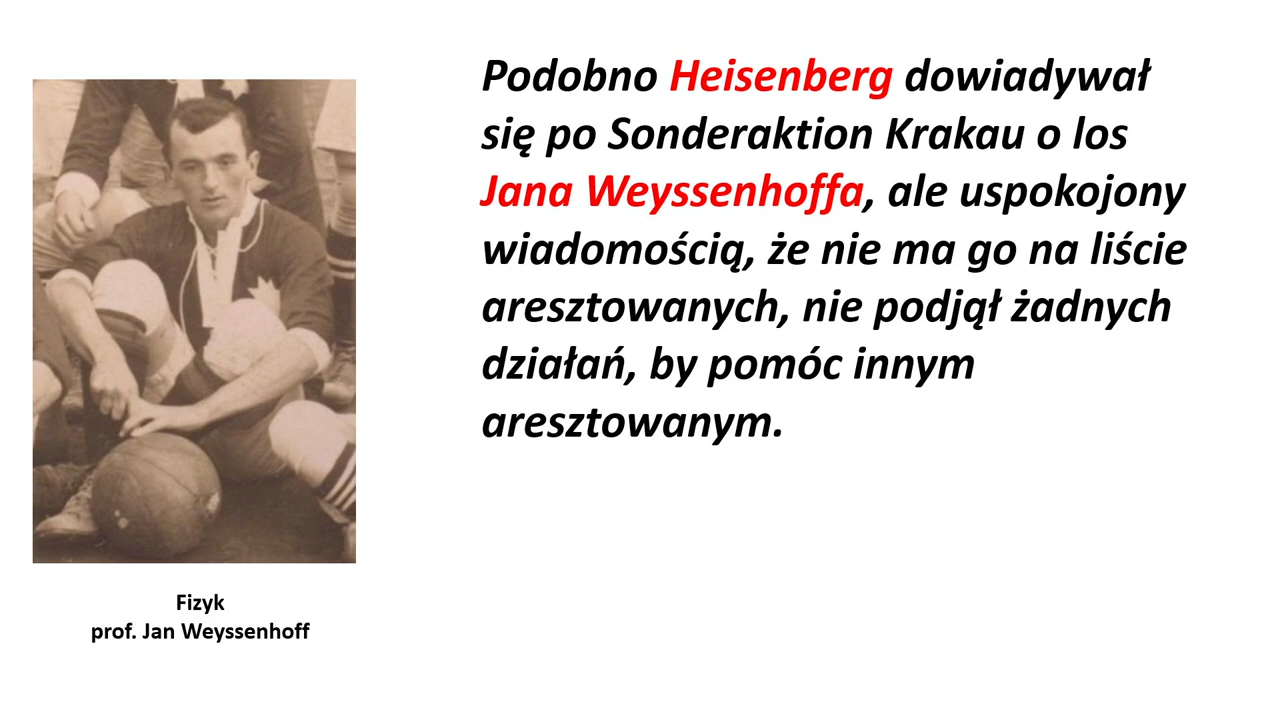 Podobno Heisenberg dowiadywał
się po Sonderaktion Krakau o los
Jana Weyssenhoffa, ale uspokojony
wiadomością, że nie ma go na liście
aresztowanych, nie podjął żadnych
działań, by pomóc innym
aresztowanym.
Fizyk
prof. Jan Weyssenhoff